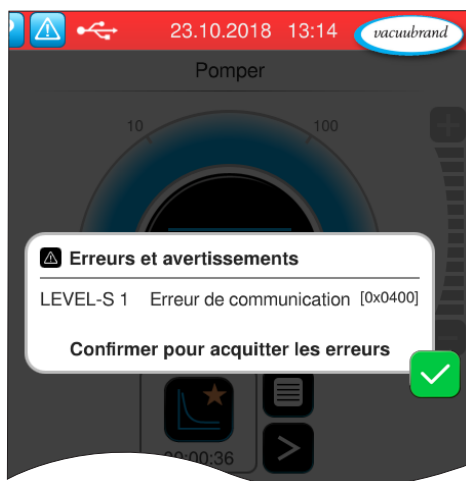 23.10.2018 13:14 vacuubrand
Pomper
10 100
Erreurs et avertissements
LEVEL-S 1 Erreur de communication [0x0400]
Confirmer pour acquitter les erreurs
00:00:36